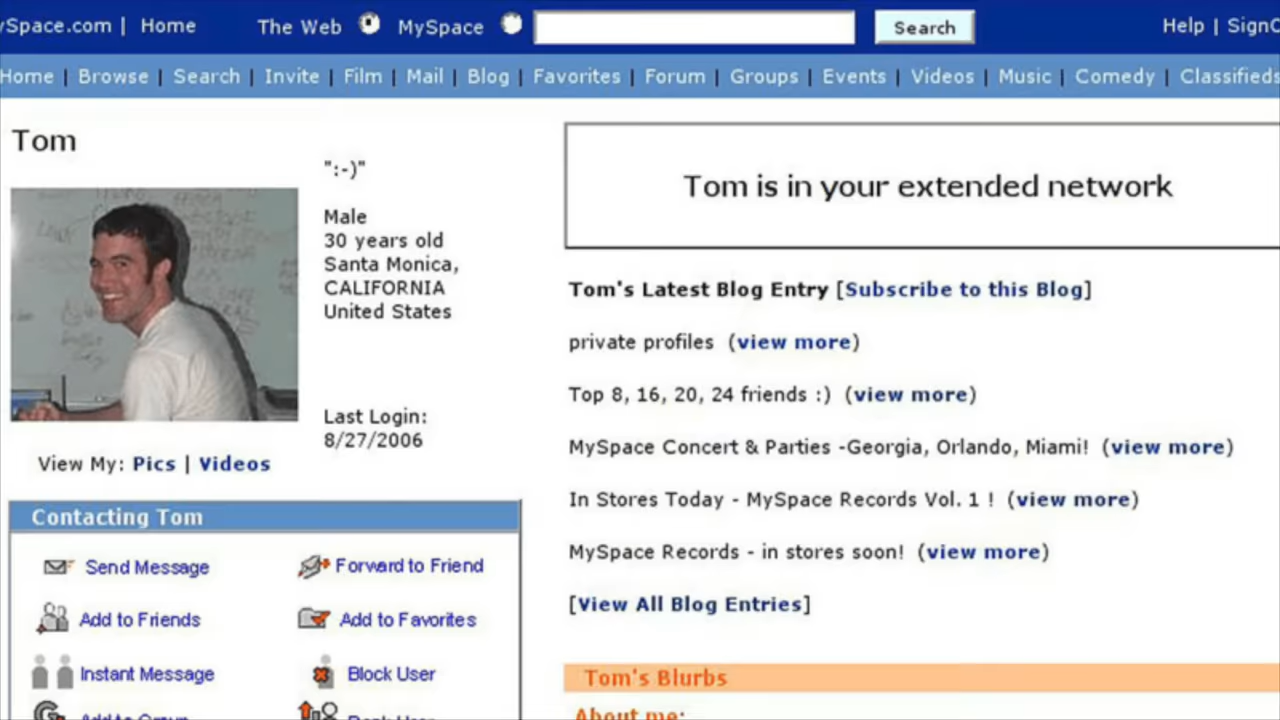 Space.com | Home The Web MySpace Search Help |
Home | Browse | Search | Invite | Film | Mail | Blog | Favorites | Forum | Groups | Events | Videos | Music | Comedy | Classifieds
Tom
":-)"
Male
30 years old
Santa Monica,
CALIFORNIA
United States
Last Login:
8/27/2006
View My: Pics | Videos
Contacting Tom
Send Message Forward to Friend
Add to Friends Add to Favorites
Instant Message Block User
Tom is in your extended network
Tom's Latest Blog Entry [Subscribe to this Blog]
private profiles (view more)
Top 8, 16, 20, 24 friends :) (view more)
MySpace Concert & Parties -Georgia, Orlando, Miami! (view more)
In Stores Today - MySpace Records Vol. 1 ! (view more)
MySpace Records - in stores soon! (view more)
[View All Blog Entries]
Tom's Blurbs
About me: